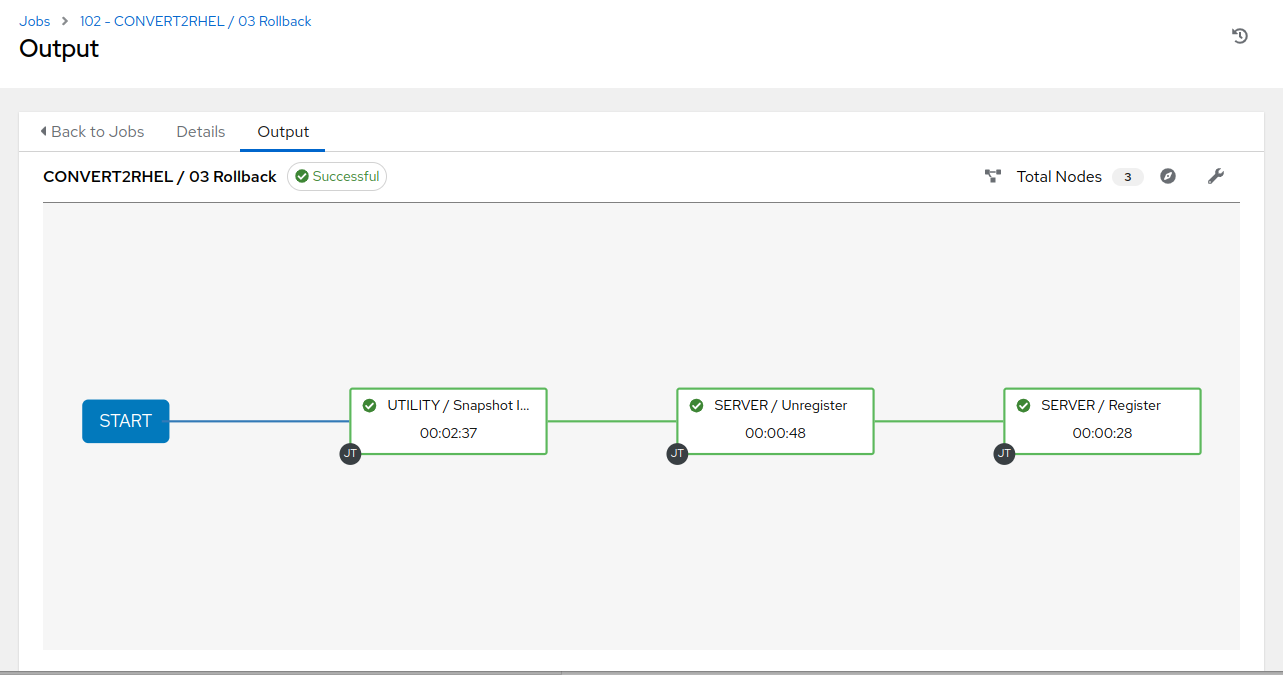 Jobs > 102 - CONVERT2RHEL / 03 Rollback
Output
Back to Jobs Details Output
CONVERT2RHEL / 03 Rollback Successful Total Nodes 3
START
UTILITY / Snapshot I...
00:02:37
JT
SERVER / Unregister
00:00:48
JT
SERVER / Register
00:00:28
JT